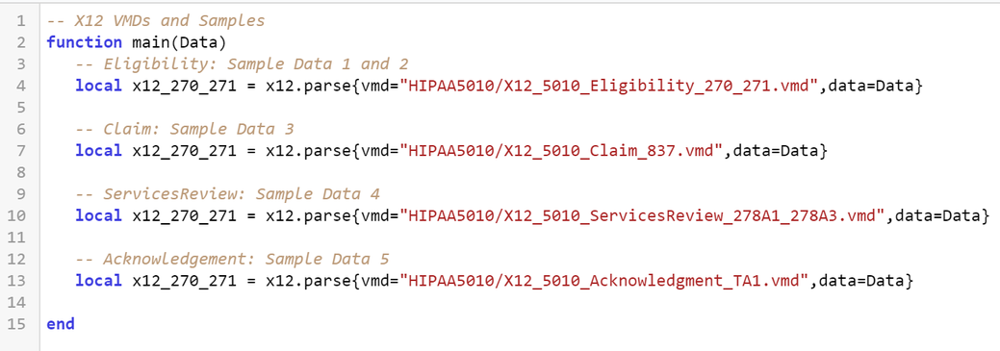 1 -- X12 VMDs and Samples
2 function main(Data)
3 -- Eligibility: Sample Data 1 and 2
4 local x12_270_271 = x12.parse{vmd="HIPAA5010/X12_5010_Eligibility_270_271.vmd",data=Data}
5
6 -- Claim: Sample Data 3
7 local x12_270_271 = x12.parse{vmd="HIPAA5010/X12_5010_Claim_837.vmd",data=Data}
8
9 -- ServicesReview: Sample Data 4
10 local x12_270_271 = x12.parse{vmd="HIPAA5010/X12_5010_ServicesReview_278A1_278A3.vmd",data=Data}
11
12 -- Acknowledgement: Sample Data 5
13 local x12_270_271 = x12.parse{vmd="HIPAA5010/X12_5010_Acknowledgment_TA1.vmd",data=Data}
14
15 end